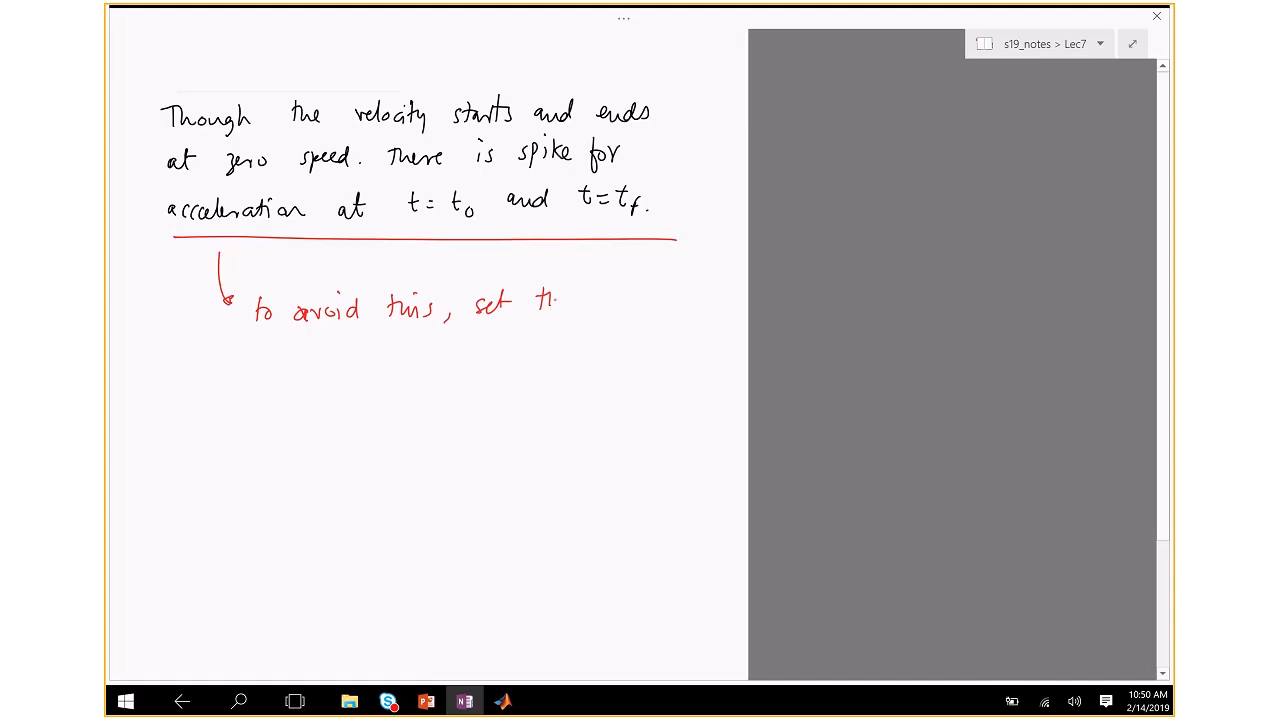 ...
s19_notes > Lec7
Though the velocity starts and ends
at zero speed. There is spike for
acceleration at t = t₀ and t = t_f.
to avoid this, set
10:50 AM
2/14/2019